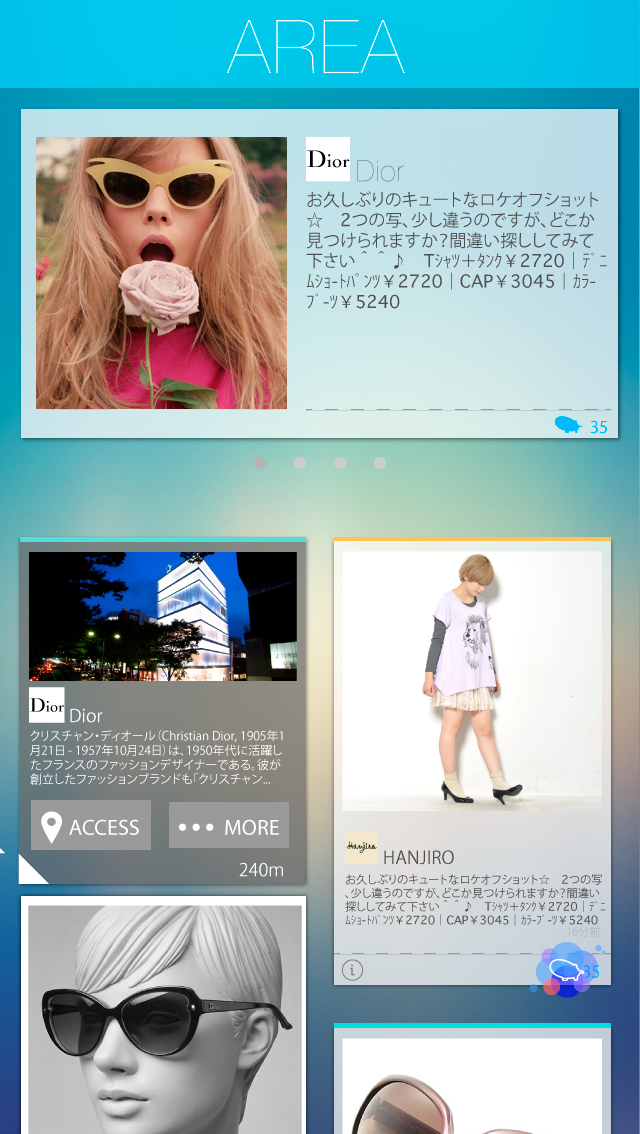 AREA
Dior Dior
お久しぶりのキュートなロケオフショット
☆　2つの写、少し違うのですが、どこか
見つけられますか？間違い探ししてみて
下さい＾＾♪　Tｼｬﾂ＋ﾀﾝｸ￥2720｜ﾃﾞﾆ
ﾑｼｮｰﾄﾊﾟﾝﾂ￥2720｜CAP￥3045｜ｶﾗｰ
ﾌﾞｰﾂ￥5240
35
Dior Dior
クリスチャン・ディオール（Christian Dior, 1905年1
月21日 - 1957年10月24日）は、1950年代に活躍し
たフランスのファッションデザイナーである。彼が
創立したファッションブランドも「クリスチャン...
ACCESS
MORE
240m
Hanjiro HANJIRO
お久しぶりのキュートなロケオフショット☆　2つの写
、少し違うのですが、どこか見つけられますか？間違い
探ししてみて下さい＾＾♪　Tｼｬﾂ＋ﾀﾝｸ￥2720｜ﾃﾞﾆ
ﾑｼｮｰﾄﾊﾟﾝﾂ￥2720｜CAP￥3045｜ｶﾗｰﾌﾞｰﾂ￥5240
16分前
35
Dior